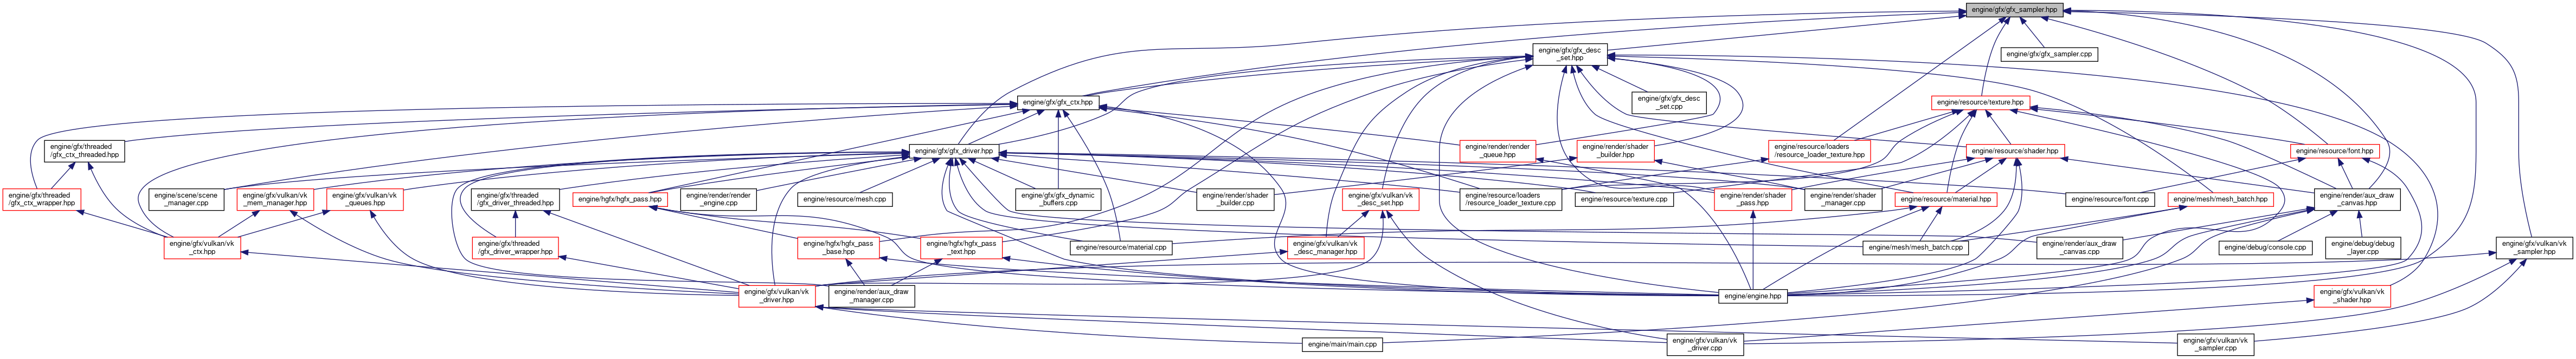 engine/gfx/gfx_sampler.hpp
engine/gfx/gfx_desc
_set.hpp
engine/gfx/gfx_sampler.cpp
engine/gfx/gfx_ctx.hpp
engine/gfx/gfx_desc
_set.cpp
engine/resource/texture.hpp
engine/gfx/threaded
/gfx_ctx_threaded.hpp
engine/gfx/gfx_driver.hpp
engine/render/render
_queue.hpp
engine/render/shader
_builder.hpp
engine/resource/loaders
/resource_loader_texture.hpp
engine/resource/shader.hpp
engine/resource/font.hpp
engine/gfx/threaded
/gfx_ctx_wrapper.hpp
engine/scene/scene
_manager.cpp
engine/gfx/vulkan/vk
_mem_manager.hpp
engine/gfx/vulkan/vk
_queues.hpp
engine/gfx/threaded
/gfx_driver_threaded.hpp
engine/hgfx/hgfx_pass.hpp
engine/render/render
_engine.cpp
engine/resource/mesh.cpp
engine/gfx/gfx_dynamic
_buffers.cpp
engine/render/shader
_builder.cpp
engine/gfx/vulkan/vk
_desc_set.hpp
engine/resource/loaders
/resource_loader_texture.cpp
engine/resource/texture.cpp
engine/render/shader
_pass.hpp
engine/render/shader
_manager.cpp
engine/resource/material.hpp
engine/resource/font.cpp
engine/mesh/mesh_batch.hpp
engine/render/aux_draw
_canvas.hpp
engine/gfx/vulkan/vk
_ctx.hpp
engine/gfx/threaded
/gfx_driver_wrapper.hpp
engine/hgfx/hgfx_pass
_base.hpp
engine/hgfx/hgfx_pass
_text.hpp
engine/resource/material.cpp
engine/gfx/vulkan/vk
_desc_manager.hpp
engine/mesh/mesh_batch.cpp
engine/render/aux_draw
_canvas.cpp
engine/debug/console.cpp
engine/debug/debug
_layer.cpp
engine/gfx/vulkan/vk
_sampler.hpp
engine/gfx/vulkan/vk
_driver.hpp
engine/render/aux_draw
_manager.cpp
engine/engine.hpp
engine/gfx/vulkan/vk
_shader.hpp
engine/main/main.cpp
engine/gfx/vulkan/vk
_driver.cpp
engine/gfx/vulkan/vk
_sampler.cpp